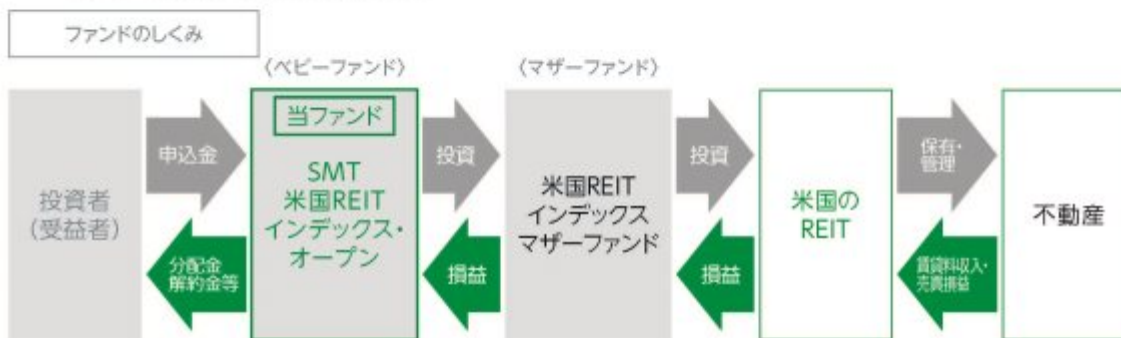 ファンドのしくみ
〈ベビーファンド〉
〈マザーファンド〉
投資者
(受益者)
申込金
分配金
解約金等
当ファンド
SMT
米国REIT
インデックス・
オープン
投資
損益
米国REIT
インデックス
マザーファンド
投資
損益
米国の
REIT
保有・
管理
賃貸料収入・
売買損益
不動産